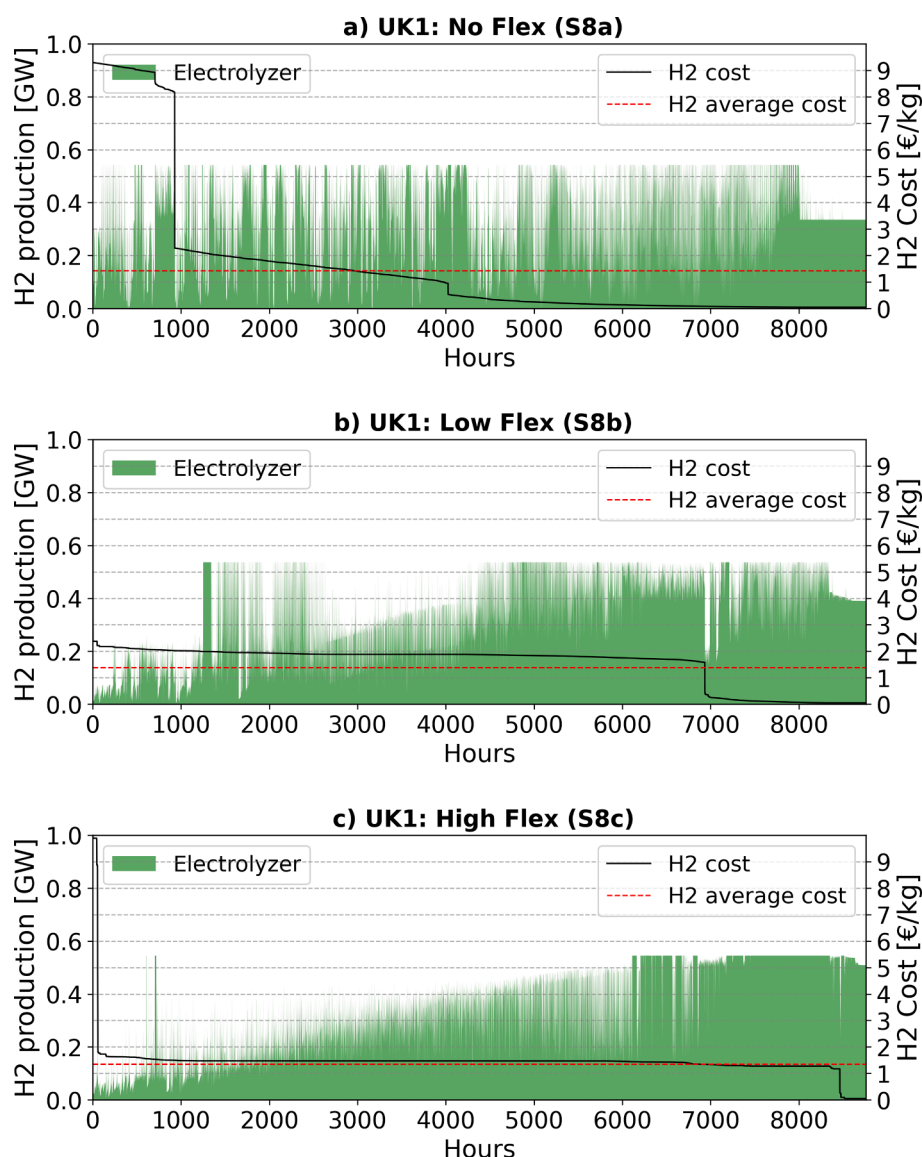 a) UK1: No Flex (S8a)
H2 production [GW]
1.0
0.8
0.6
0.4
0.2
0.0
Electrolyzer
H2 cost
H2 average cost
9
8
7
6
5
4
3
2
1
0
H2 Cost [€/kg]
0 1000 2000 3000 4000 5000 6000 7000 8000
Hours
b) UK1: Low Flex (S8b)
H2 production [GW]
1.0
0.8
0.6
0.4
0.2
0.0
Electrolyzer
H2 cost
H2 average cost
9
8
7
6
5
4
3
2
1
0
H2 Cost [€/kg]
0 1000 2000 3000 4000 5000 6000 7000 8000
Hours
c) UK1: High Flex (S8c)
H2 production [GW]
1.0
0.8
0.6
0.4
0.2
0.0
Electrolyzer
H2 cost
H2 average cost
9
8
7
6
5
4
3
2
1
0
H2 Cost [€/kg]
0 1000 2000 3000 4000 5000 6000 7000 8000
Hours